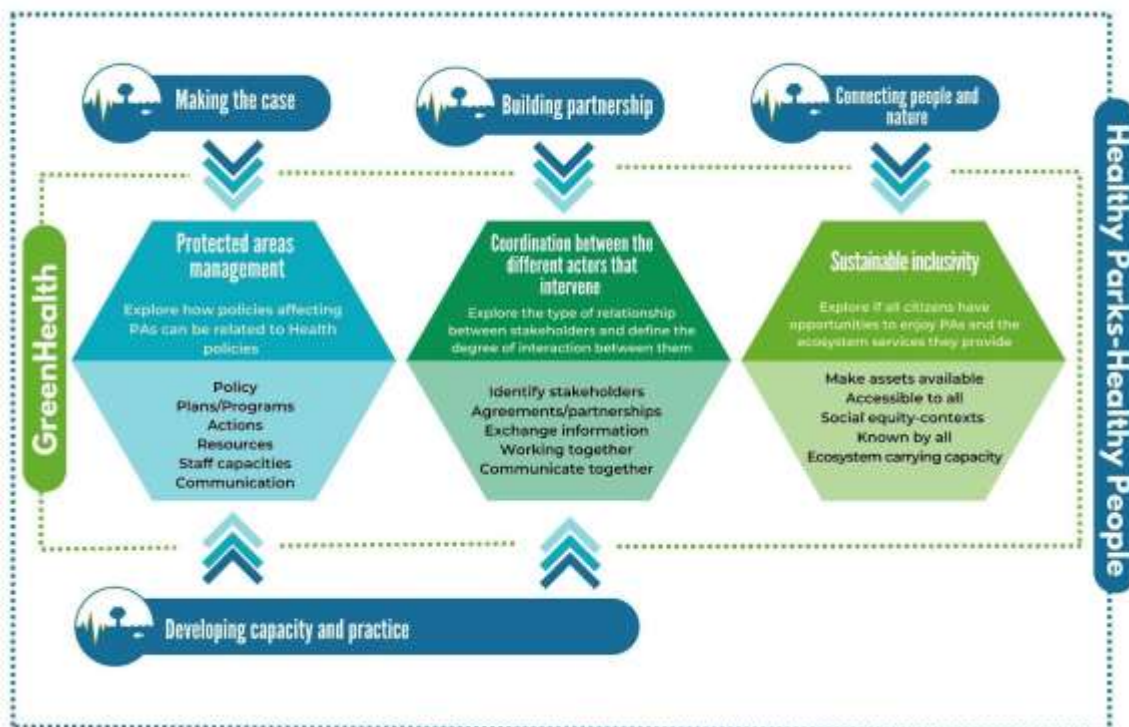 Making the case
Building partnership
Connecting people and
nature
GreenHealth
Healthy Parks-Healthy People
Protected areas
management
Explore how policies affecting
PAs can be related to Health
policies
Policy
Plans/Programs
Actions
Resources
Staff capacities
Communication
Coordination between the
different actors that
intervene
Explore the type of relationship
between stakeholders and define the
degree of interaction between them
Identify stakeholders
Agreements/partnerships
Exchange information
Working together
Communicate together
Sustainable inclusivity
Explore if all citizens have
opportunities to enjoy PAs and the
ecosystem services they provide
Make assets available
Accessible to all
Social equity-contexts
Known by all
Ecosystem carrying capacity
Developing capacity and practice